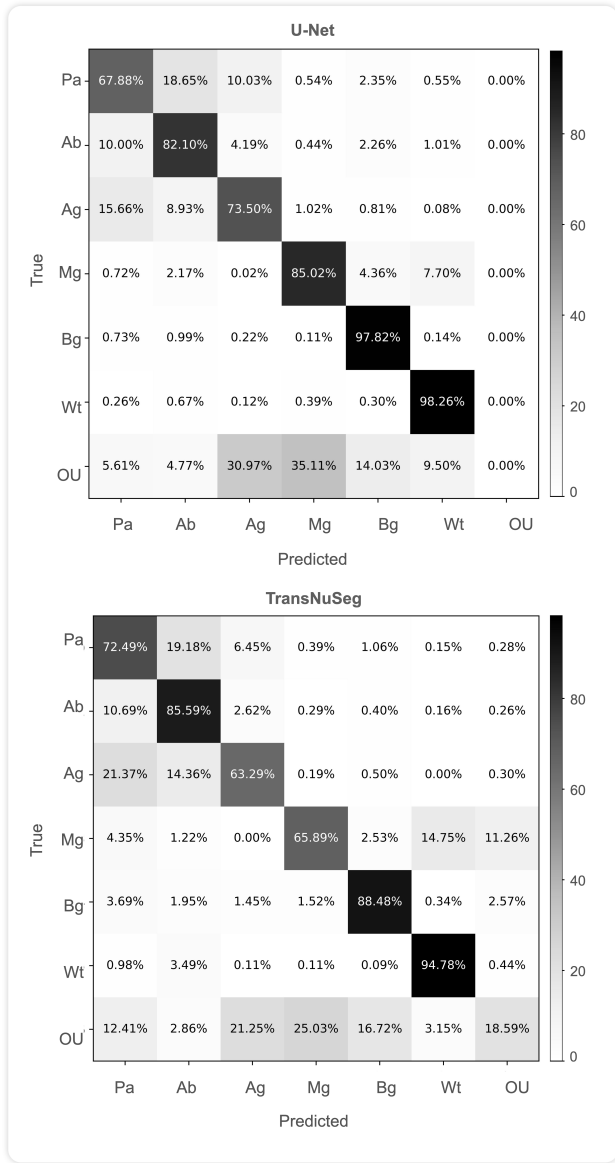 U-Net
Pa 67.88% 18.65% 10.03% 0.54% 2.35% 0.55% 0.00%
80
Ab 10.00% 82.10% 4.19% 0.44% 2.26% 1.01% 0.00%
Ag 15.66% 8.93% 73.50% 1.02% 0.81% 0.08% 0.00%
60
True
Mg 0.72% 2.17% 0.02% 85.02% 4.36% 7.70% 0.00%
40
Bg 0.73% 0.99% 0.22% 0.11% 97.82% 0.14% 0.00%
Wt 0.26% 0.67% 0.12% 0.39% 0.30% 98.26% 0.00%
20
OU 5.61% 4.77% 30.97% 35.11% 14.03% 9.50% 0.00%
0
Pa Ab Ag Mg Bg Wt OU
Predicted
TransNuSeg
Pa 72.49% 19.18% 6.45% 0.39% 1.06% 0.15% 0.28%
80
Ab 10.69% 85.59% 2.62% 0.29% 0.40% 0.16% 0.26%
Ag 21.37% 14.36% 63.29% 0.19% 0.50% 0.00% 0.30%
60
True
Mg 4.35% 1.22% 0.00% 65.89% 2.53% 14.75% 11.26%
40
Bg 3.69% 1.95% 1.45% 1.52% 88.48% 0.34% 2.57%
Wt 0.98% 3.49% 0.11% 0.11% 0.09% 94.78% 0.44%
20
OU 12.41% 2.86% 21.25% 25.03% 16.72% 3.15% 18.59%
0
Pa Ab Ag Mg Bg Wt OU
Predicted